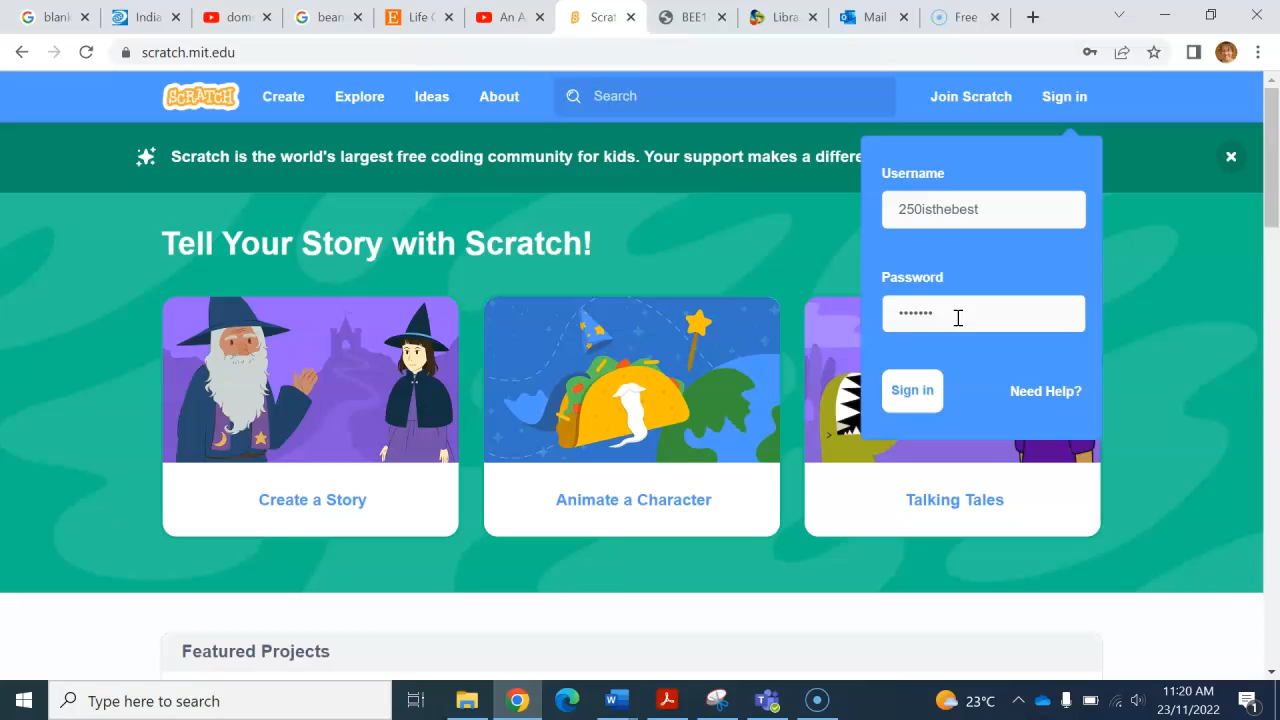 blank
India
dom
bean
Life C
An A
Scrat
BEE1
Libra
Mail
Free
scratch.mit.edu
SCRATCH
Create
Explore
Ideas
About
Search
Join Scratch
Sign in
Scratch is the world's largest free coding community for kids. Your support makes a differe
Username
250isthebest
Tell Your Story with Scratch!
Password
•••••••
Sign in
Need Help?
Create a Story
Animate a Character
Talking Tales
Featured Projects
Type here to search
23°C
11:20 AM
23/11/2022
1